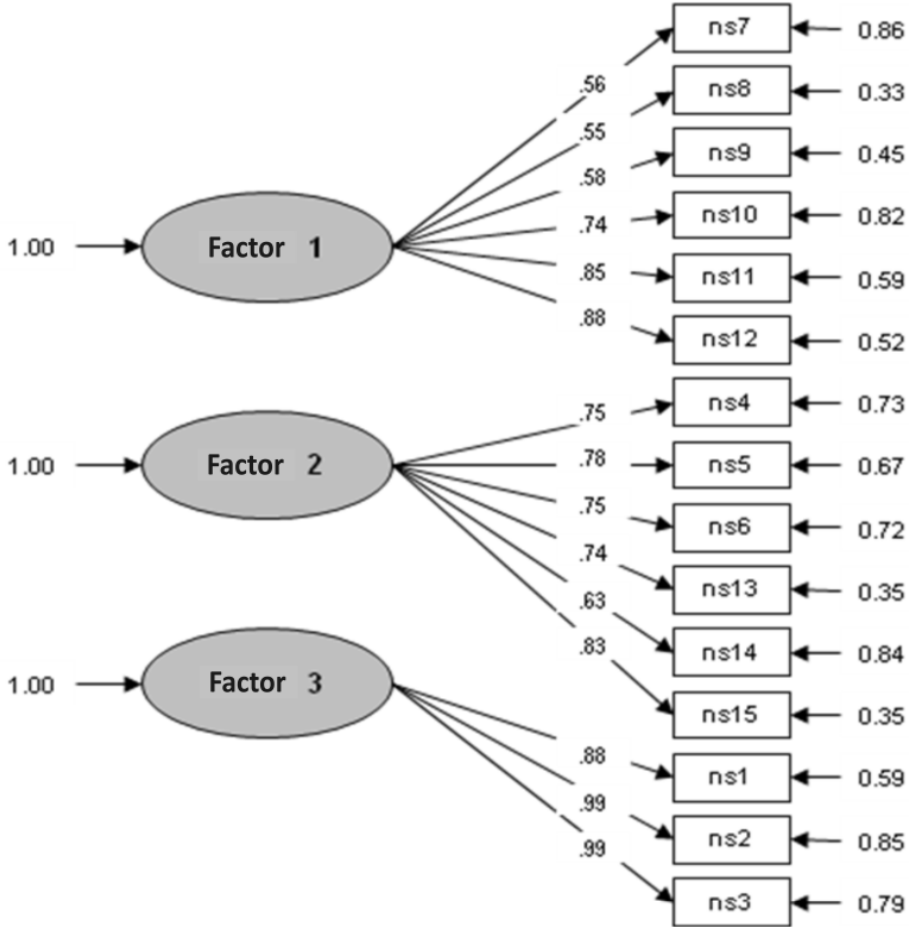 ns7 0.86
.56
ns8 0.33
.55
ns9 0.45
.58
ns10 0.82
.74
1.00 Factor 1
.85 ns11 0.59
.88
ns12 0.52
ns4 0.73
.75
1.00 Factor 2 .78 ns5 0.67
.75
ns6 0.72
.74
ns13 0.35
.63
.83
ns14 0.84
1.00 Factor 3
ns15 0.35
.88
ns1 0.59
.99
ns2 0.85
.99
ns3 0.79